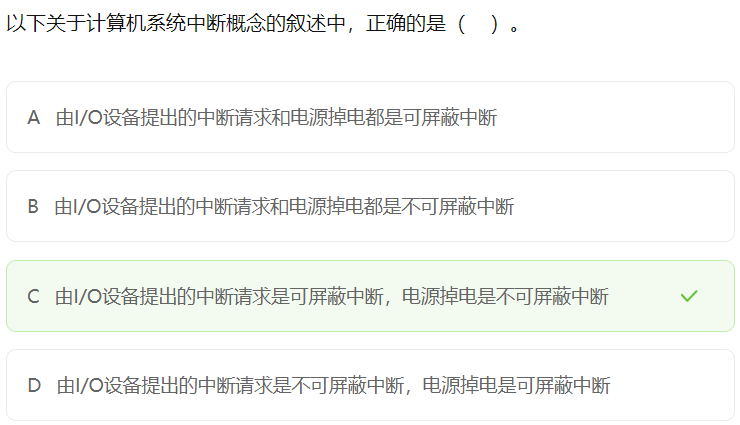 以下关于计算机系统中断概念的叙述中，正确的是（ ）。
A 由I/O设备提出的中断请求和电源掉电都是可屏蔽中断
B 由I/O设备提出的中断请求和电源掉电都是不可屏蔽中断
C 由I/O设备提出的中断请求是可屏蔽中断，电源掉电是不可屏蔽中断
D 由I/O设备提出的中断请求是不可屏蔽中断，电源掉电是可屏蔽中断